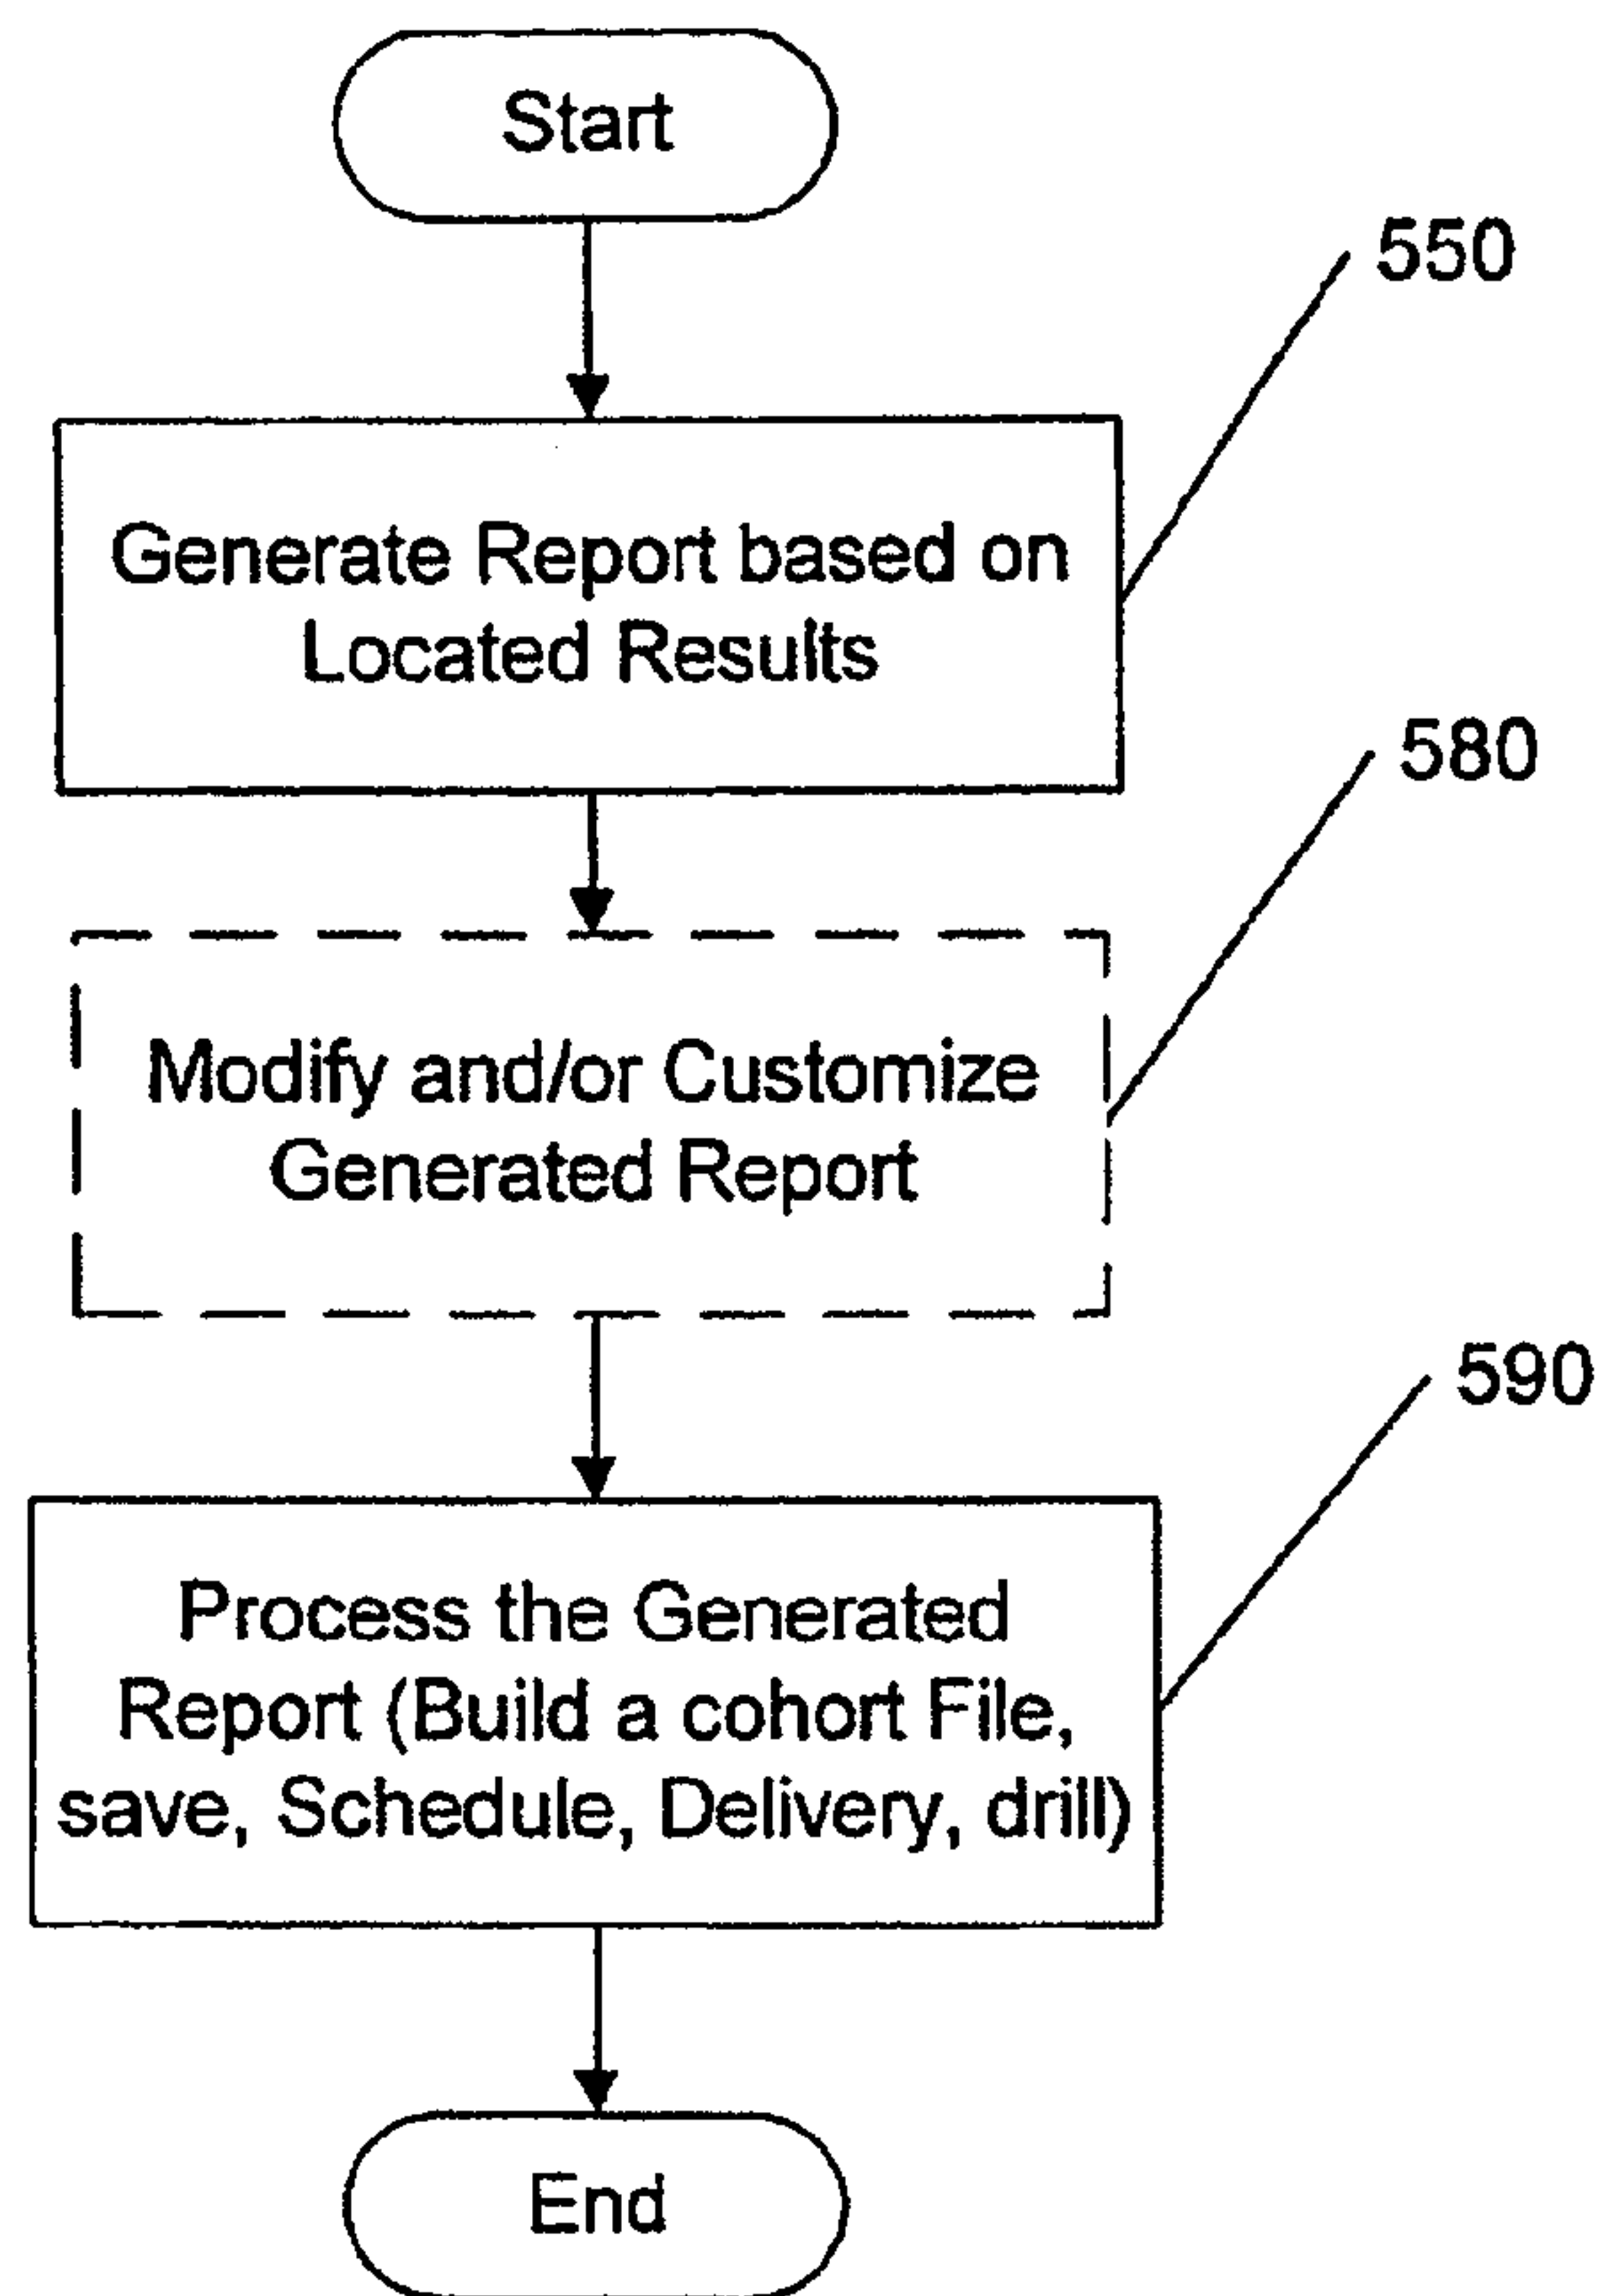 Start
550
Generate Report based on
Located Results
580
Modify and/or Customize
Generated Report
590
Process the Generated
Report (Build a cohort File,
save, Schedule, Delivery, drill)
End